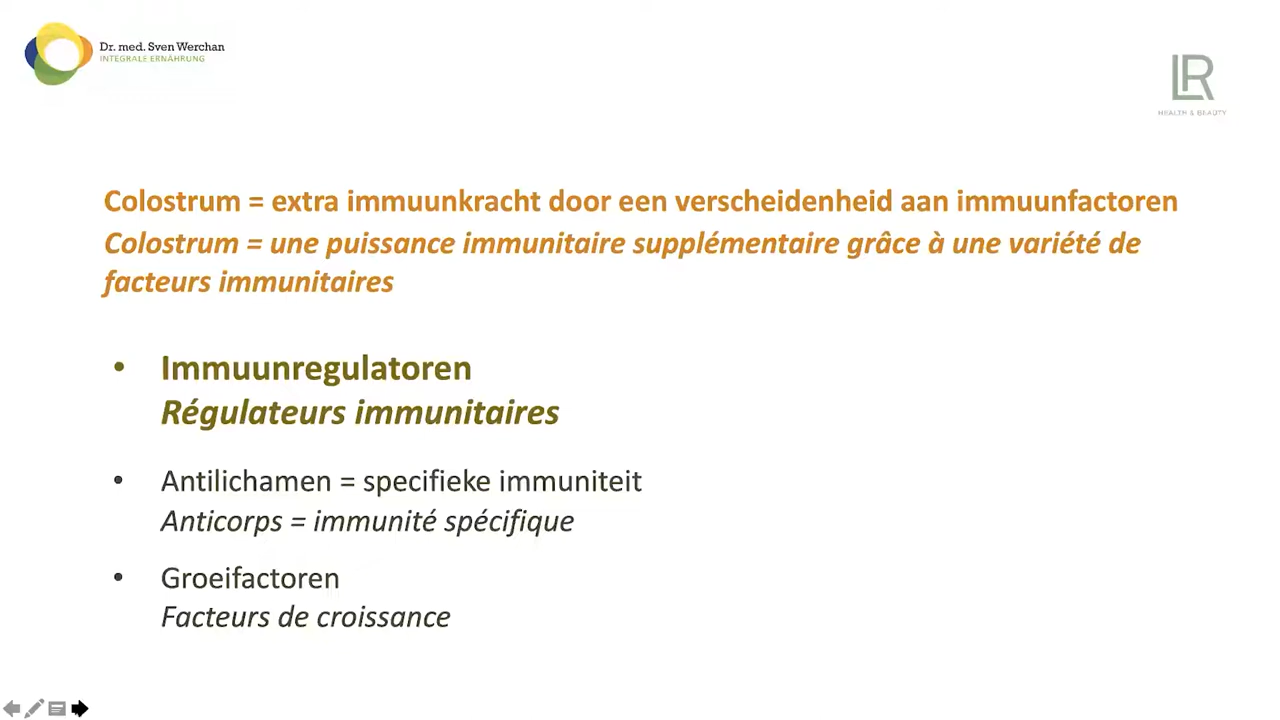 Dr. med. Sven Werchan
INTEGRALE ERNÄHRUNG
LR
HEALTH & BEAUTY
Colostrum = extra immuunkracht door een verscheidenheid aan immuunfactoren
Colostrum = une puissance immunitaire supplémentaire grâce à une variété de
facteurs immunitaires
• Immuunregulatoren
Régulateurs immunitaires
• Antilichamen = specifieke immuniteit
Anticorps = immunité spécifique
• Groeifactoren
Facteurs de croissance